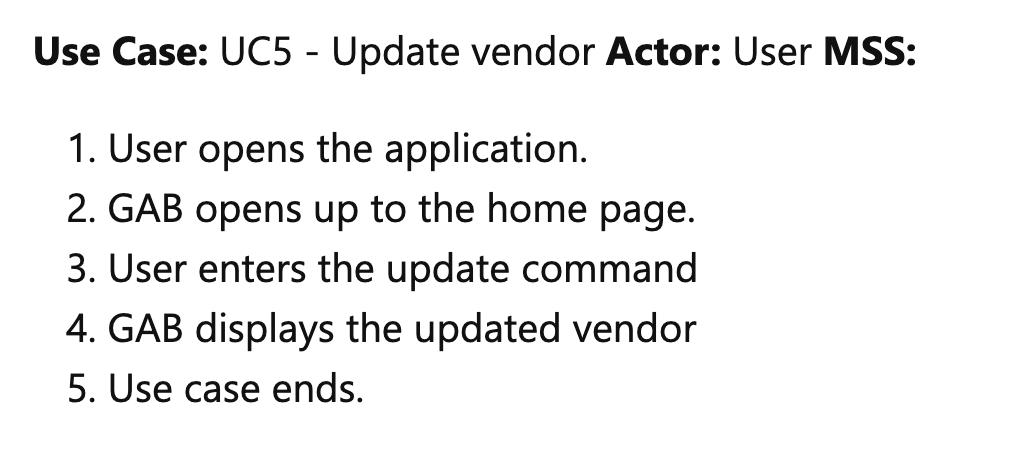 Use Case: UC5 - Update vendor Actor: User MSS:
1. User opens the application.
2. GAB opens up to the home page.
3. User enters the update command
4. GAB displays the updated vendor
5. Use case ends.